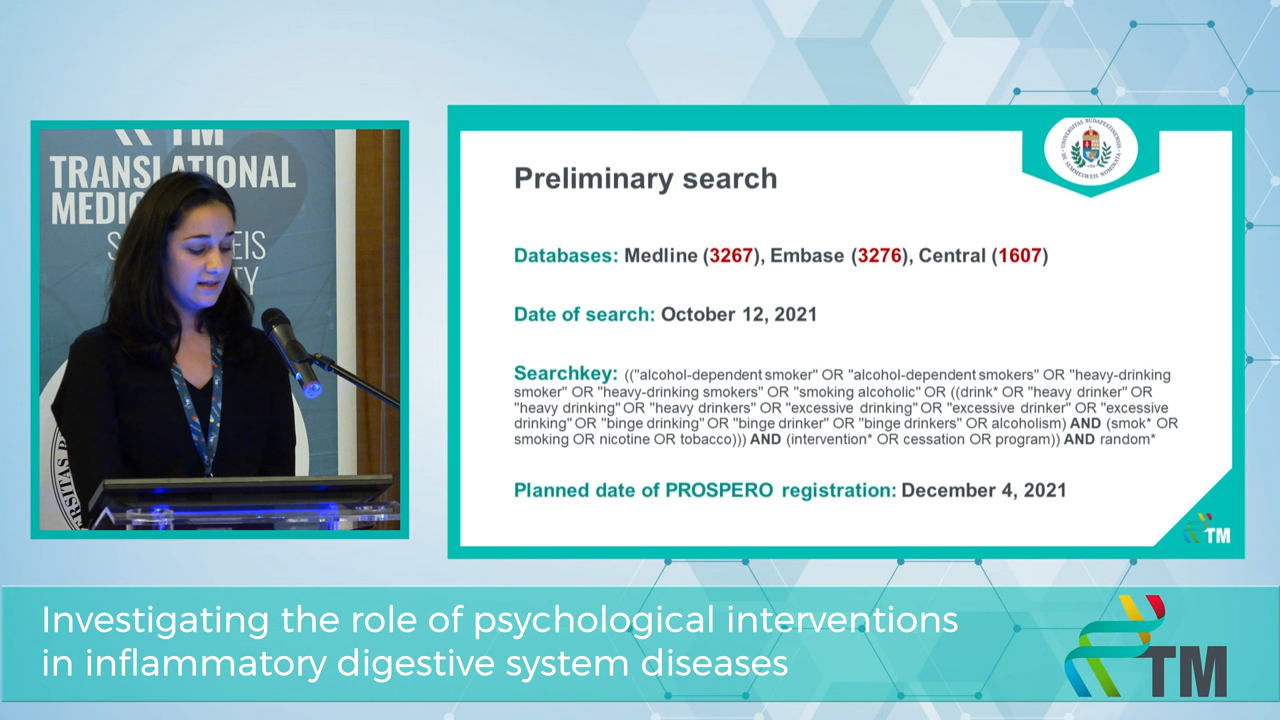 TM
TRANSLATIONAL
MEDIC
S EIS
TY
Preliminary search
Databases: Medline (3267), Embase (3276), Central (1607)
Date of search: October 12, 2021
Searchkey: (("alcohol-dependent smoker" OR "alcohol-dependent smokers" OR "heavy-drinking
smoker" OR "heavy-drinking smokers" OR "smoking alcoholic" OR ((drink* OR "heavy drinker" OR
"heavy drinking" OR "heavy drinkers" OR "excessive drinking" OR "excessive drinker" OR "excessive
drinking" OR "binge drinking" OR "binge drinker" OR "binge drinkers" OR alcoholism) AND (smok* OR
smoking OR nicotine OR tobacco))) AND (intervention* OR cessation OR program)) AND random*
Planned date of PROSPERO registration: December 4, 2021
TM
Investigating the role of psychological interventions
in inflammatory digestive system diseases
TM